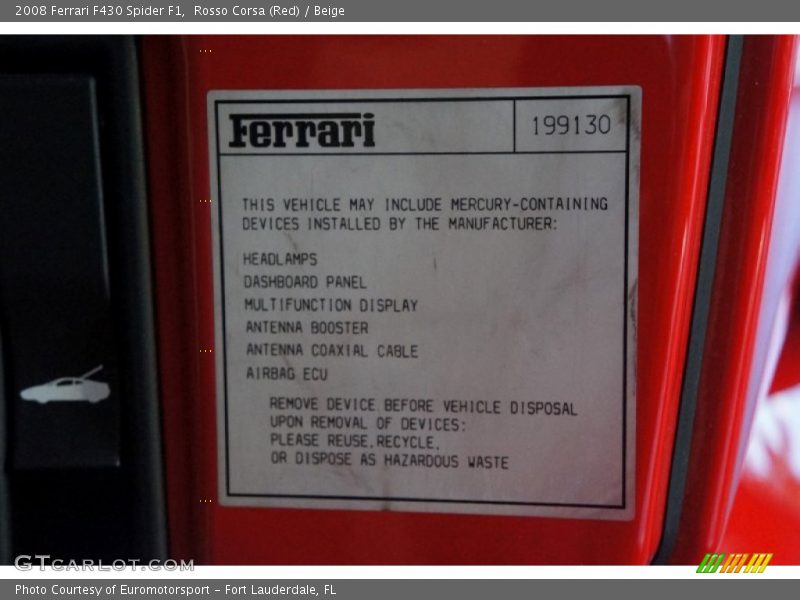 2008 Ferrari F430 Spider F1,  Rosso Corsa (Red) / Beige
Ferrari
199130
THIS VEHICLE MAY INCLUDE MERCURY-CONTAINING
DEVICES INSTALLED BY THE MANUFACTURER:
HEADLAMPS
DASHBOARD PANEL
MULTIFUNCTION DISPLAY
ANTENNA BOOSTER
ANTENNA COAXIAL CABLE
AIRBAG ECU
REMOVE DEVICE BEFORE VEHICLE DISPOSAL
UPON REMOVAL OF DEVICES:
PLEASE REUSE,RECYCLE,
OR DISPOSE AS HAZARDOUS WASTE
GTcarlot.com
Photo Courtesy of Euromotorsport – Fort Lauderdale, FL